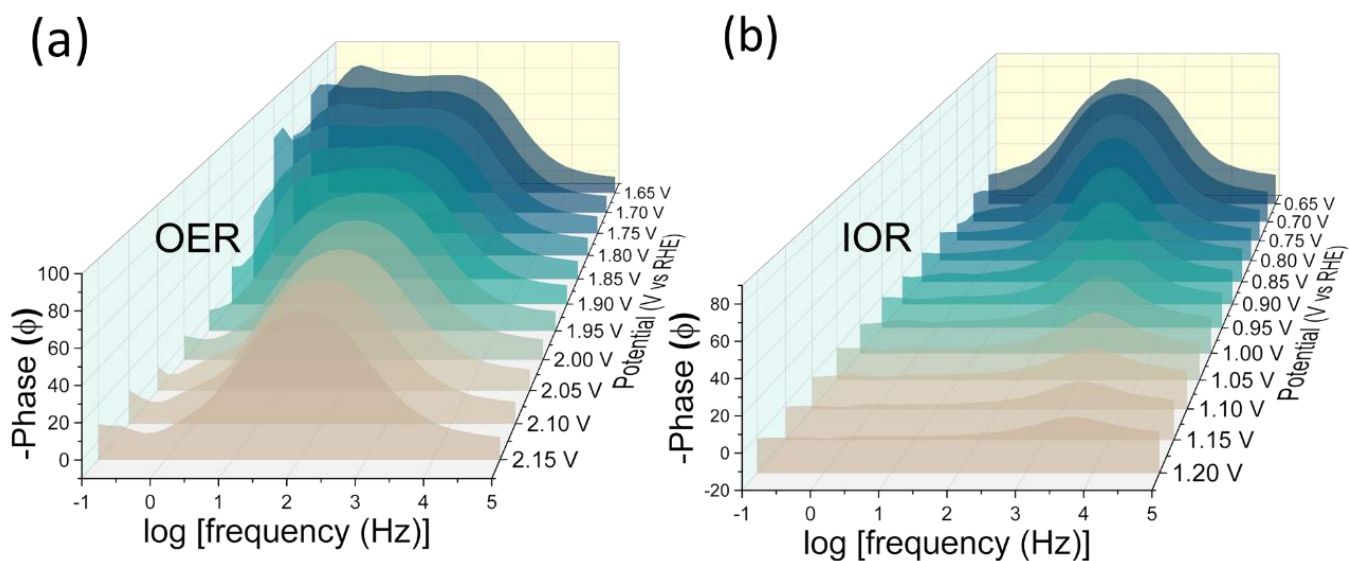 (a)
OER
100
80
60
40
20
0
-Phase (ϕ)
-1
0
1
2
3
4
5
log [frequency (Hz)]
1.65 V
1.70 V
1.75 V
1.80 V
1.85 V
1.90 V
1.95 V
2.00 V
2.05 V
2.10 V
2.15 V
Potential (V vs RHE)
(b)
IOR
80
60
40
20
0
-20
-Phase (ϕ)
-1
0
1
2
3
4
5
log [frequency (Hz)]
0.65 V
0.70 V
0.75 V
0.80 V
0.85 V
0.90 V
0.95 V
1.00 V
1.05 V
1.10 V
1.15 V
1.20 V
Potential (V vs RHE)